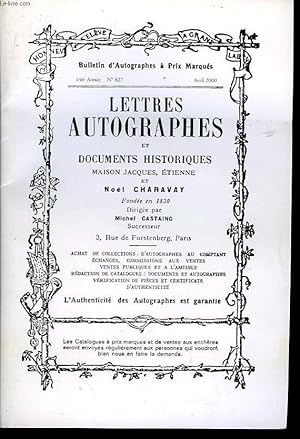 Bulletin d'Autographes à Prix Marqués
146e Année N° 827 Avril 2000
LETTRES
AUTOGRAPHES
ET
DOCUMENTS HISTORIQUES
MAISON JACQUES, ÉTIENNE
ET
Noël CHARAVAY
Fondée en 1830
Dirigée par
Michel CASTAING
Successeur
3, Rue de Furstenberg, Paris
ACHAT DE COLLECTIONS D'AUTOGRAPHES AU COMPTANT
ÉCHANGES, COMMISSIONS AUX VENTES
VENTES PUBLIQUES ET A L'AMIABLE
RÉDACTION DE CATALOGUES : DOCUMENTS ET AUTOGRAPHES
VÉRIFICATION DE PIÈCES ET CERTIFICATS
D'AUTHENTICITÉ
L'Authenticité des Autographes est garantie
Les Catalogues à prix marqués et de ventes aux enchères
seront envoyés régulièrement aux personnes qui voudront
bien nous en faire la demande.